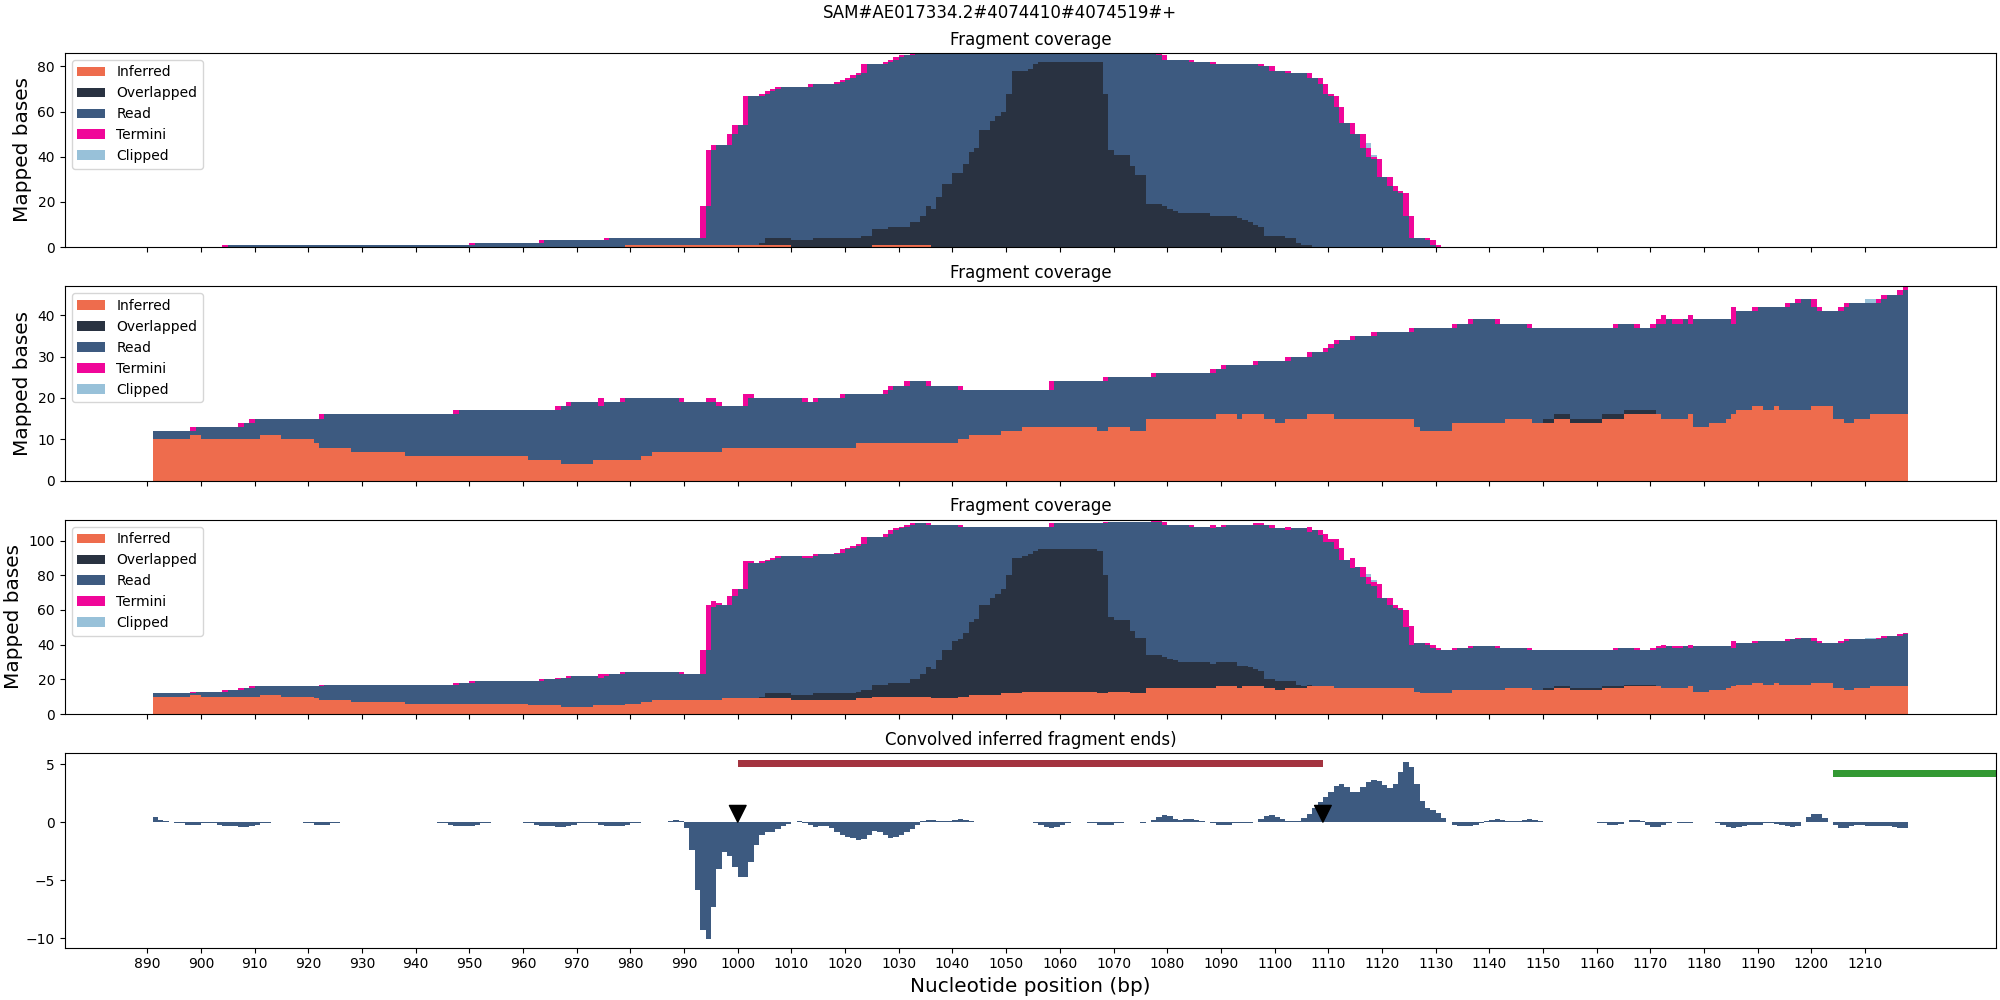 SAM#AE017334.2#4074410#4074519#+
Fragment coverage
Mapped bases
80
60
40
20
0
Inferred
Overlapped
Read
Termini
Clipped
Fragment coverage
Mapped bases
40
30
20
10
0
Inferred
Overlapped
Read
Termini
Clipped
Fragment coverage
Mapped bases
100
80
60
40
20
0
Inferred
Overlapped
Read
Termini
Clipped
Convolved inferred fragment ends)
5
0
−5
−10
890 900 910 920 930 940 950 960 970 980 990 1000 1010 1020 1030 1040 1050 1060 1070 1080 1090 1100 1110 1120 1130 1140 1150 1160 1170 1180 1190 1200 1210
Nucleotide position (bp)